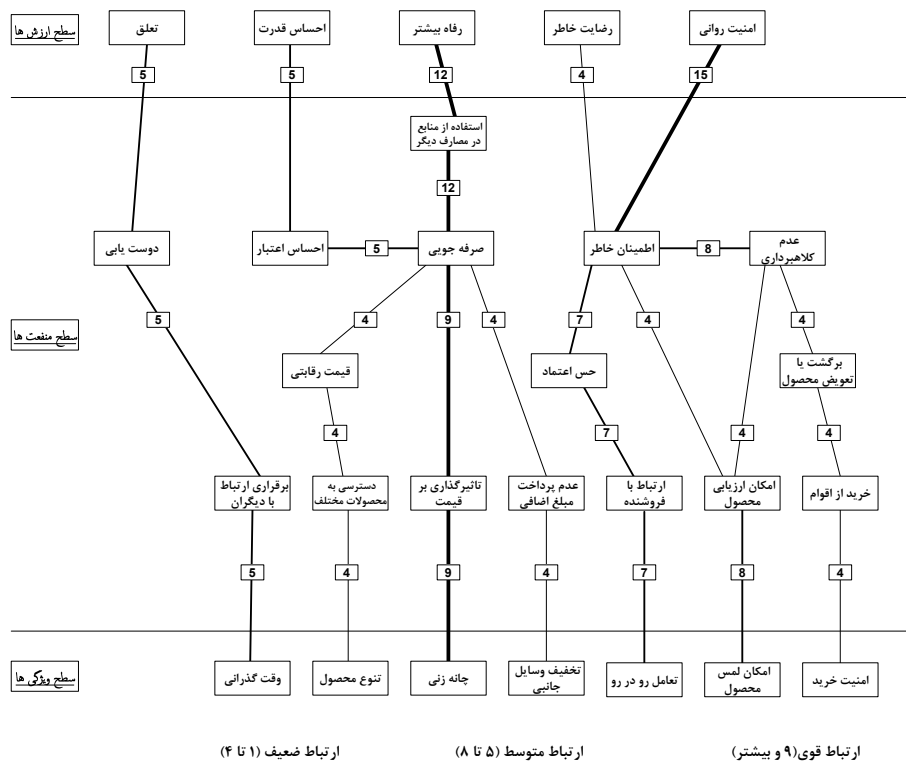 سطح ارزش ها
تعلق
احساس قدرت
رفاه بیشتر
رضایت خاطر
امنیت روانی
5
5
12
4
15
استفاده از منابع
در مصارف دیگر
12
دوست یابی
احساس اعتبار
5
صرفه جویی
اطمینان خاطر
8
عدم
کلاهبرداری
سطح منفعت ها
5
4
9
4
7
4
4
قیمت رقابتی
حس اعتماد
برگشت یا
تعویض محصول
4
7
4
4
برقراری ارتباط
با دیگران
دسترسی به
محصولات مختلف
تاثیرگذاری بر
قیمت
عدم پرداخت
مبلغ اضافی
ارتباط با
فروشنده
امکان ارزیابی
محصول
خرید از اقوام
5
4
9
4
7
8
4
سطح ویژگی ها
وقت گذرانی
تنوع محصول
چانه زنی
تخفیف وسایل
جانبی
تعامل رو در رو
امکان لمس
محصول
امنیت خرید
ارتباط قوی(۹ و بیشتر)
ارتباط متوسط (۵ تا ۸)
ارتباط ضعیف (۱ تا ۴)